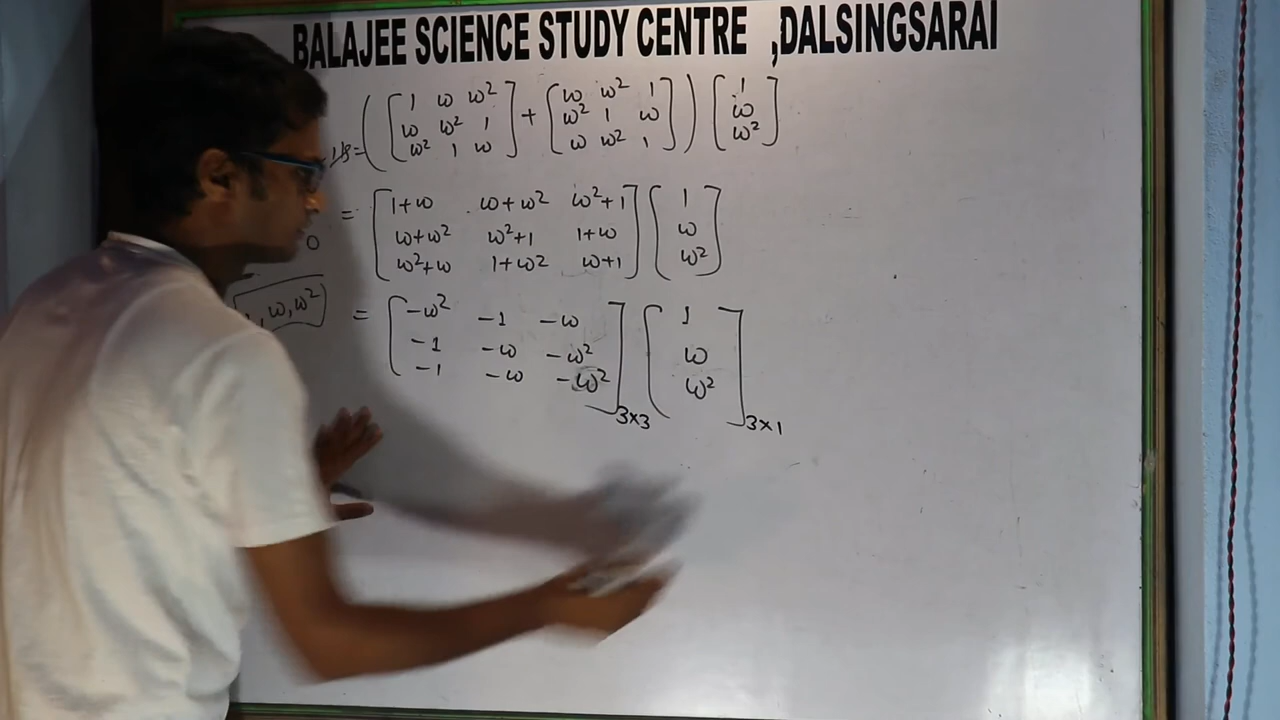 BALAJEE SCIENCE STUDY CENTRE ,DALSINGSARAI
= ( [ 1 ω ω² + [ ω ω² 1 ) [ 1
ω ω² 1 ω² 1 ω ω
ω² 1 ω ] ω ω² 1 ] ω² ]
= [ 1+ω ω+ω² ω²+1 [ 1
ω+ω² ω²+1 1+ω ω
ω²+ω 1+ω2 ω+1 ] ω² ]
0
, ω, ω²
= [ -ω² -1 -ω [ 1
-1 -ω -ω² ω
-1 -ω -ω² ] 3×3 ω² ] 3×1